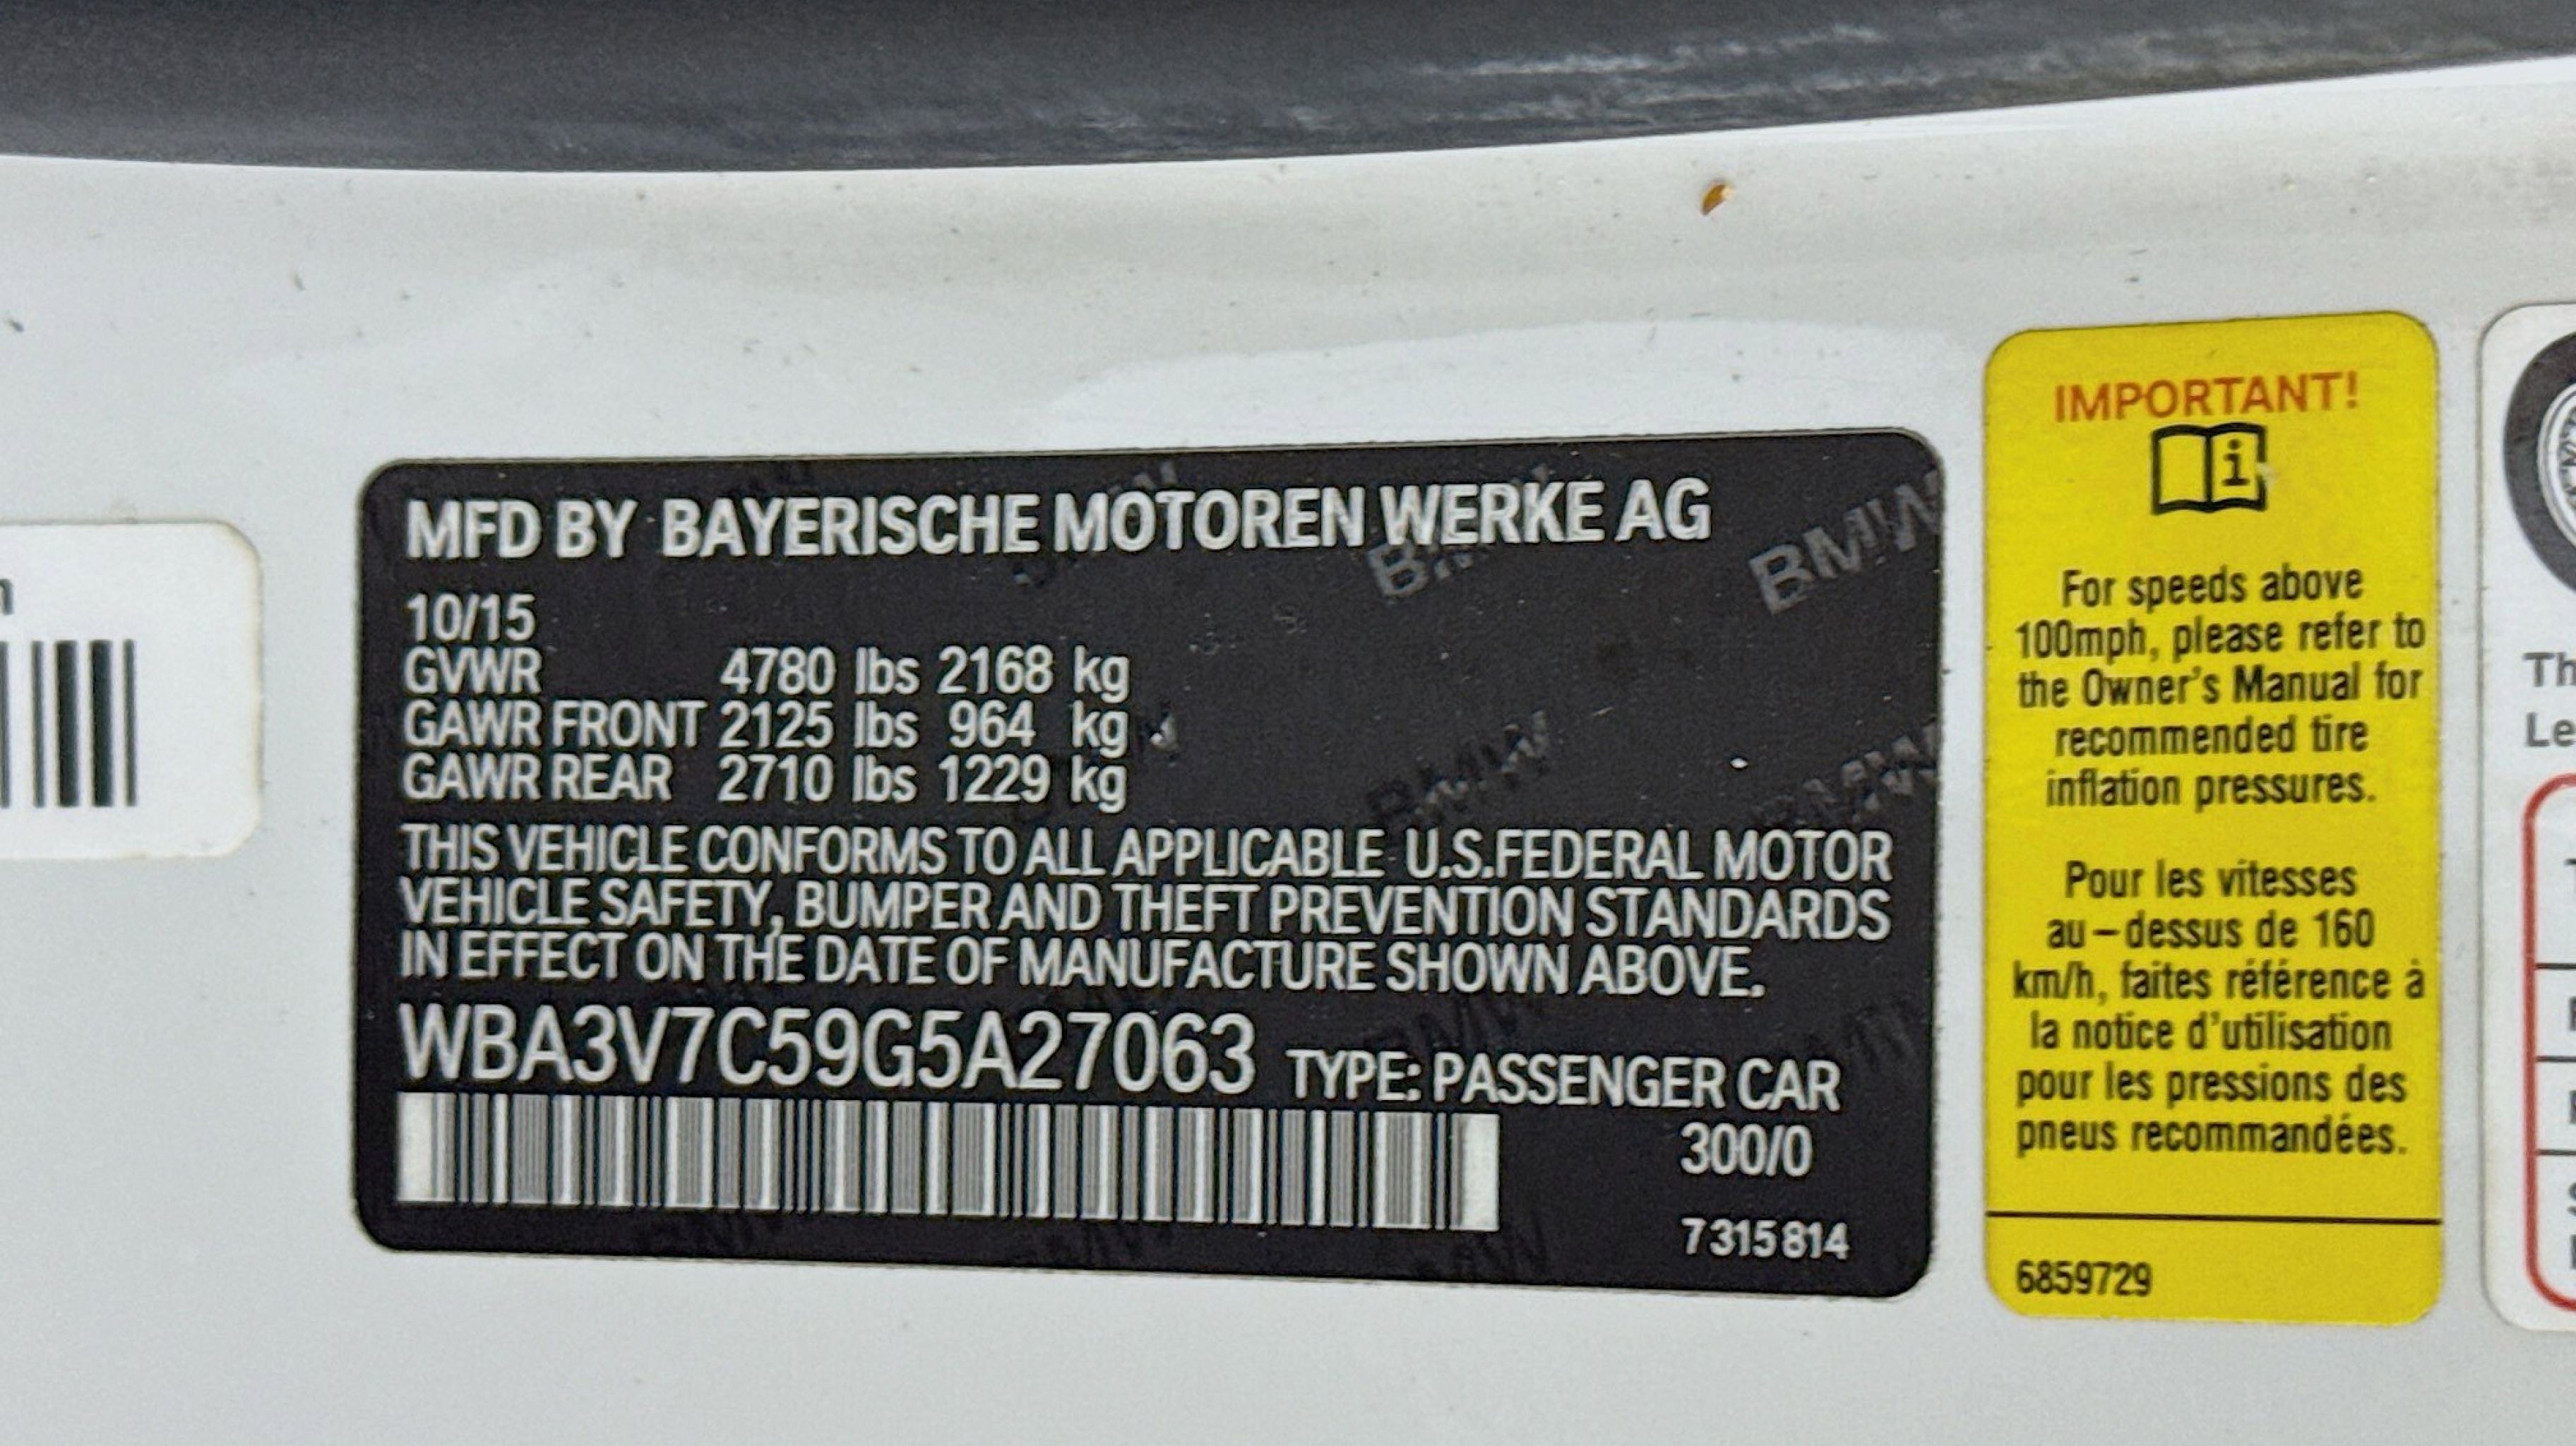 MFD BY BAYERISCHE MOTOREN WERKE AG
10/15
GVWR 4780 lbs 2168 kg
GAWR FRONT 2125 lbs 964 kg
GAWR REAR 2710 lbs 1229 kg
THIS VEHICLE CONFORMS TO ALL APPLICABLE U.S.FEDERAL MOTOR
VEHICLE SAFETY, BUMPER AND THEFT PREVENTION STANDARDS
IN EFFECT ON THE DATE OF MANUFACTURE SHOWN ABOVE.
WBA3V7C59G5A27063 TYPE: PASSENGER CAR
300/0
7315814
IMPORTANT!
i
For speeds above
100mph, please refer to
the Owner's Manual for
recommended tire
inflation pressures.
Pour les vitesses
au-dessus de 160
km/h, faites référence à
la notice d'utilisation
pour les pressions des
pneus recommandées.
6859729